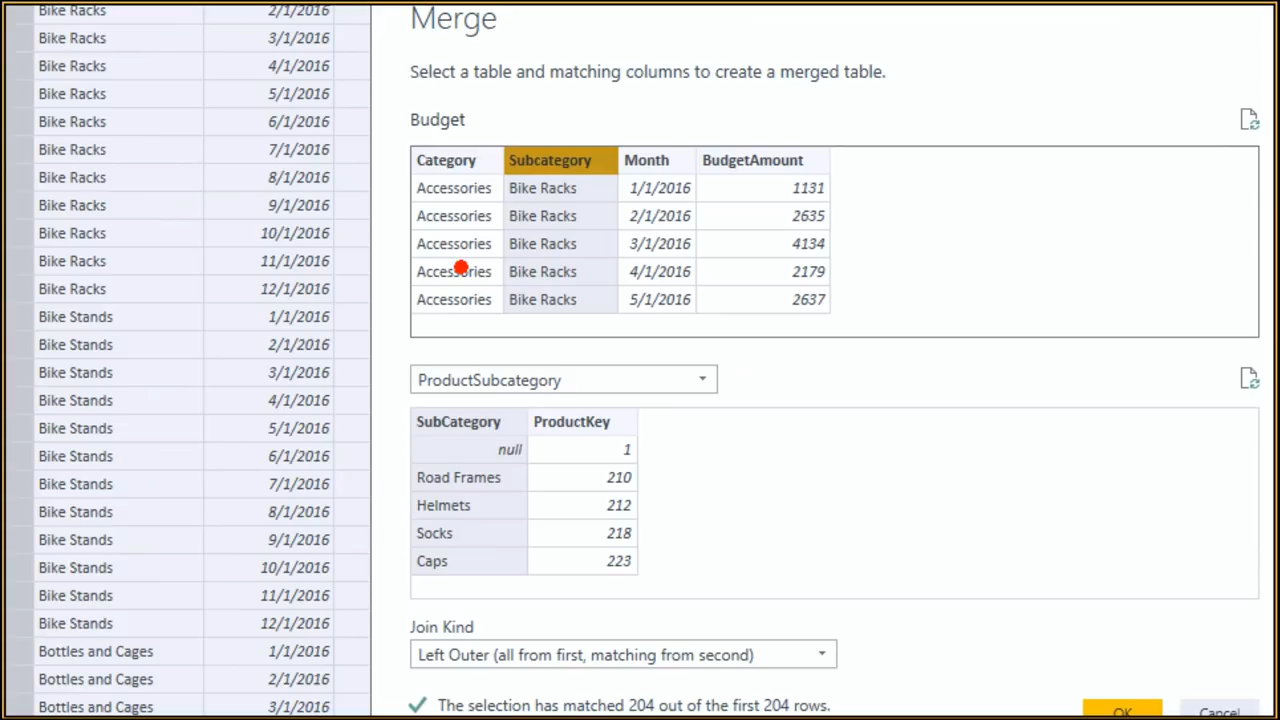 Bike Racks 2/1/2016
Bike Racks 3/1/2016
Bike Racks 4/1/2016
Bike Racks 5/1/2016
Bike Racks 6/1/2016
Bike Racks 7/1/2016
Bike Racks 8/1/2016
Bike Racks 9/1/2016
Bike Racks 10/1/2016
Bike Racks 11/1/2016
Bike Racks 12/1/2016
Bike Stands 1/1/2016
Bike Stands 2/1/2016
Bike Stands 3/1/2016
Bike Stands 4/1/2016
Bike Stands 5/1/2016
Bike Stands 6/1/2016
Bike Stands 7/1/2016
Bike Stands 8/1/2016
Bike Stands 9/1/2016
Bike Stands 10/1/2016
Bike Stands 11/1/2016
Bike Stands 12/1/2016
Bottles and Cages 1/1/2016
Bottles and Cages 2/1/2016
Bottles and Cages 3/1/2016
Merge
Select a table and matching columns to create a merged table.
Budget
Category Subcategory Month BudgetAmount
Accessories Bike Racks 1/1/2016 1131
Accessories Bike Racks 2/1/2016 2635
Accessories Bike Racks 3/1/2016 4134
Accessories Bike Racks 4/1/2016 2179
Accessories Bike Racks 5/1/2016 2637
ProductSubcategory
SubCategory ProductKey
null 1
Road Frames 210
Helmets 212
Socks 218
Caps 223
Join Kind
Left Outer (all from first, matching from second)
The selection has matched 204 out of the first 204 rows.
OK Cancel